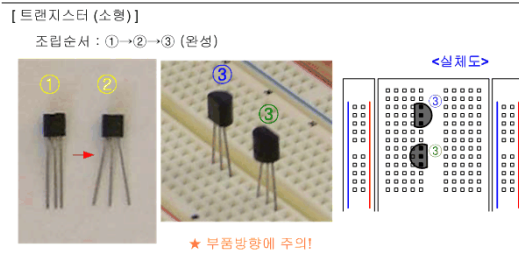 [ 트랜지스터 (소형) ]
조립순서 : ①→②→③ (완성)
<실체도>
① ② ③ ③ ③ ③
★ 부품방향에 주의!